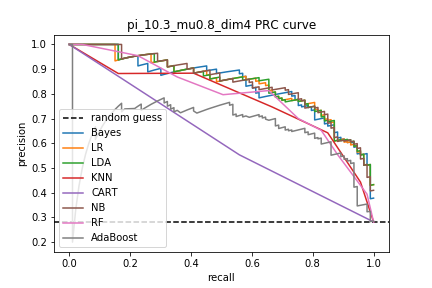 pi_10.3_mu0.8_dim4 PRC curve
1.0
0.9
0.8
0.7
0.6
0.5
0.4
0.3
0.2
precision
random guess
Bayes
LR
LDA
KNN
CART
NB
RF
AdaBoost
0.0 0.2 0.4 0.6 0.8 1.0
recall